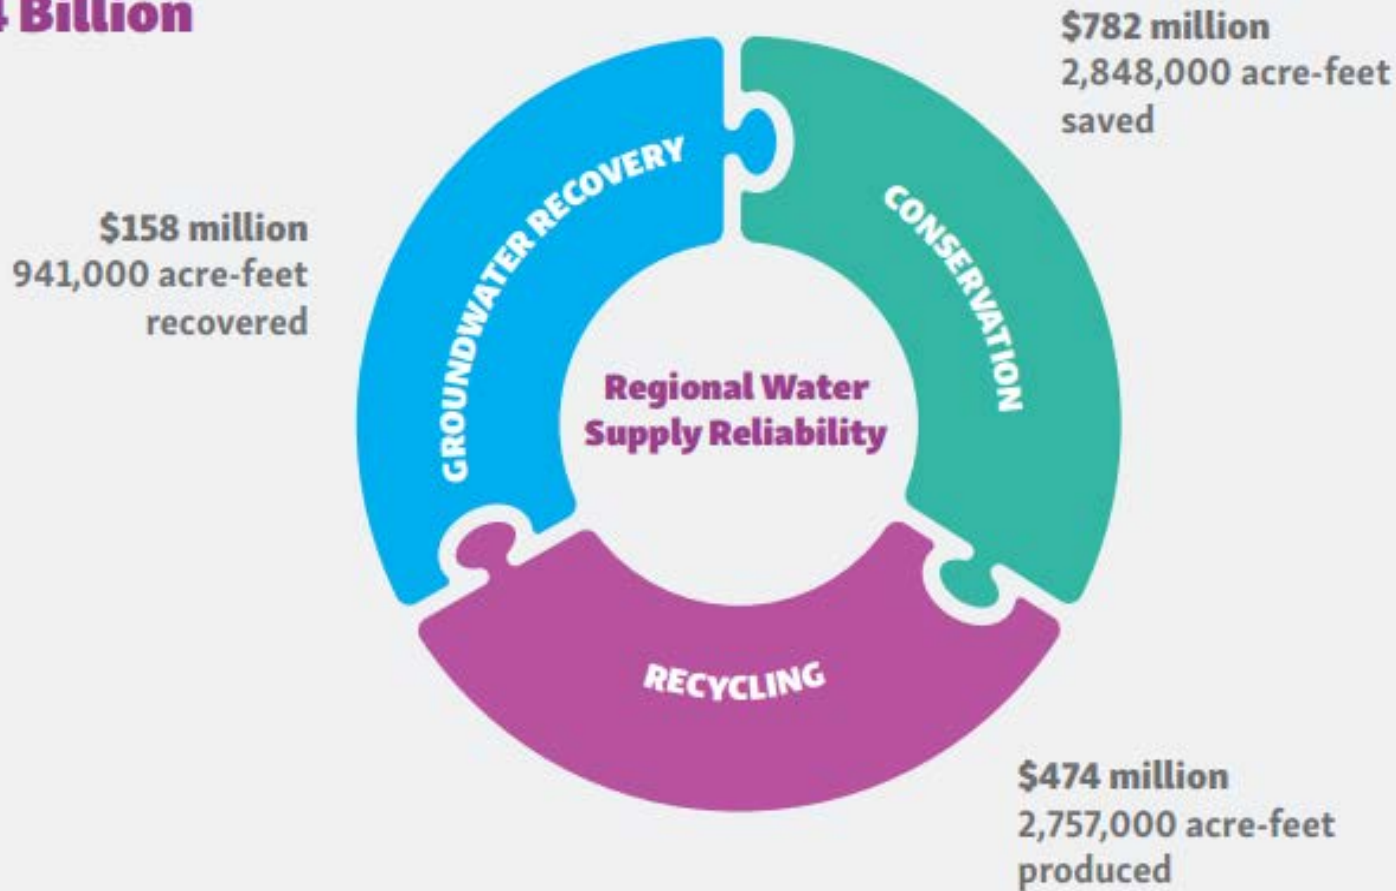 4 Billion
$782 million
2,848,000 acre-feet
saved
$158 million
941,000 acre-feet
recovered
GROUNDWATER RECOVERY
CONSERVATION
Regional Water
Supply Reliability
RECYCLING
$474 million
2,757,000 acre-feet
produced